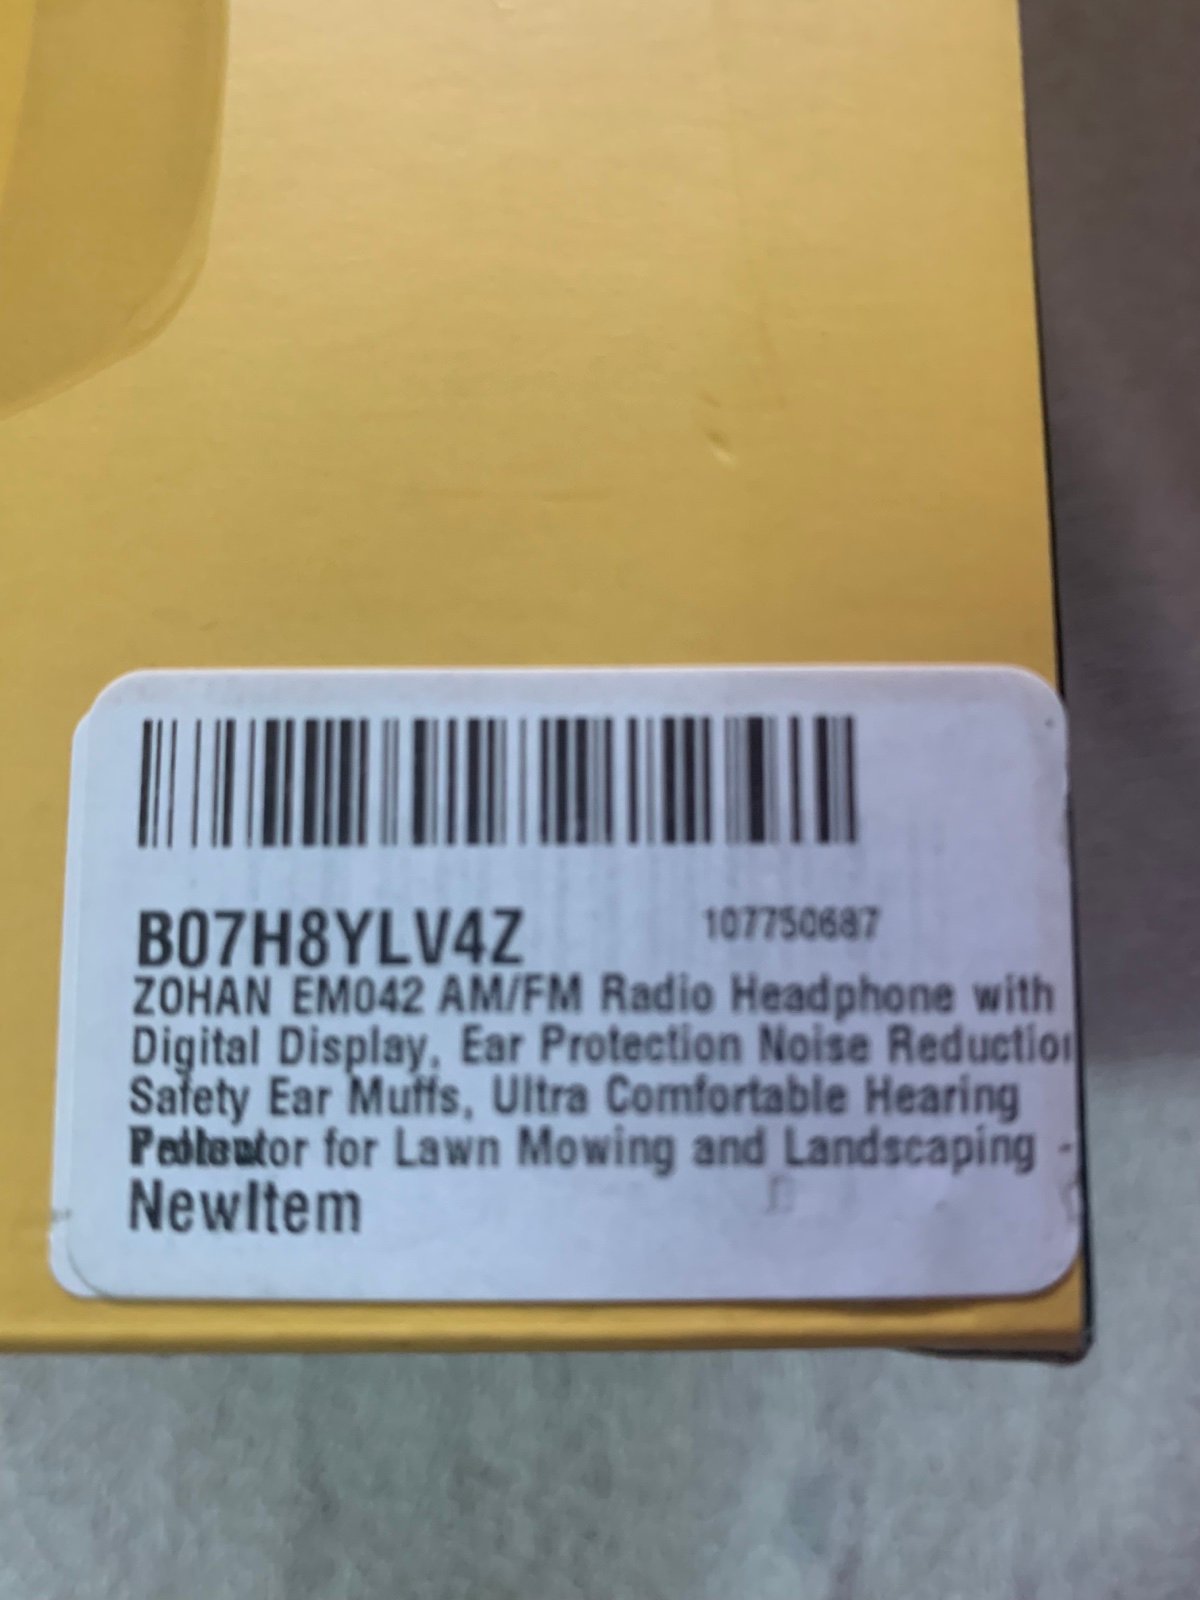 B07H8YLV4Z 107750687
ZOHAN EM042 AM/FM Radio Headphone with
Digital Display, Ear Protection Noise Reduction
Safety Ear Muffs, Ultra Comfortable Hearing
for Lawn Mowing and Landscaping -
NewItem